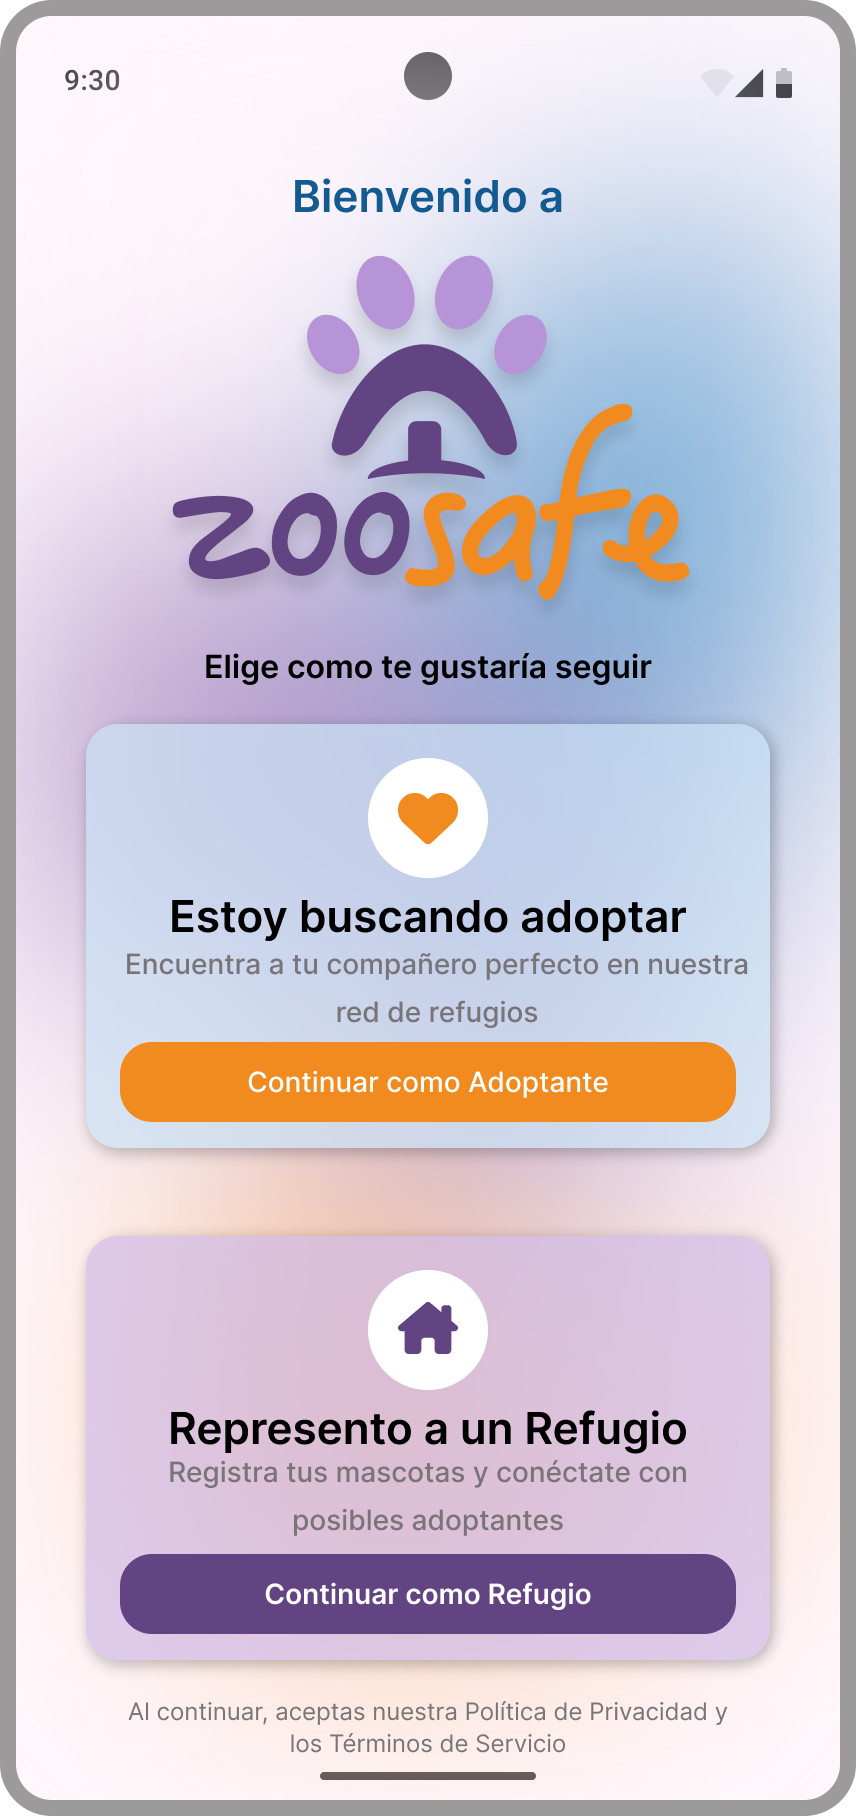 9:30
Bienvenido a
zoosafe
Elige como te gustaría seguir
Estoy buscando adoptar
Encuentra a tu compañero perfecto en nuestra
red de refugios
Continuar como Adoptante
Represento a un Refugio
Registra tus mascotas y conéctate con
posibles adoptantes
Continuar como Refugio
Al continuar, aceptas nuestra Política de Privacidad y
los Términos de Servicio